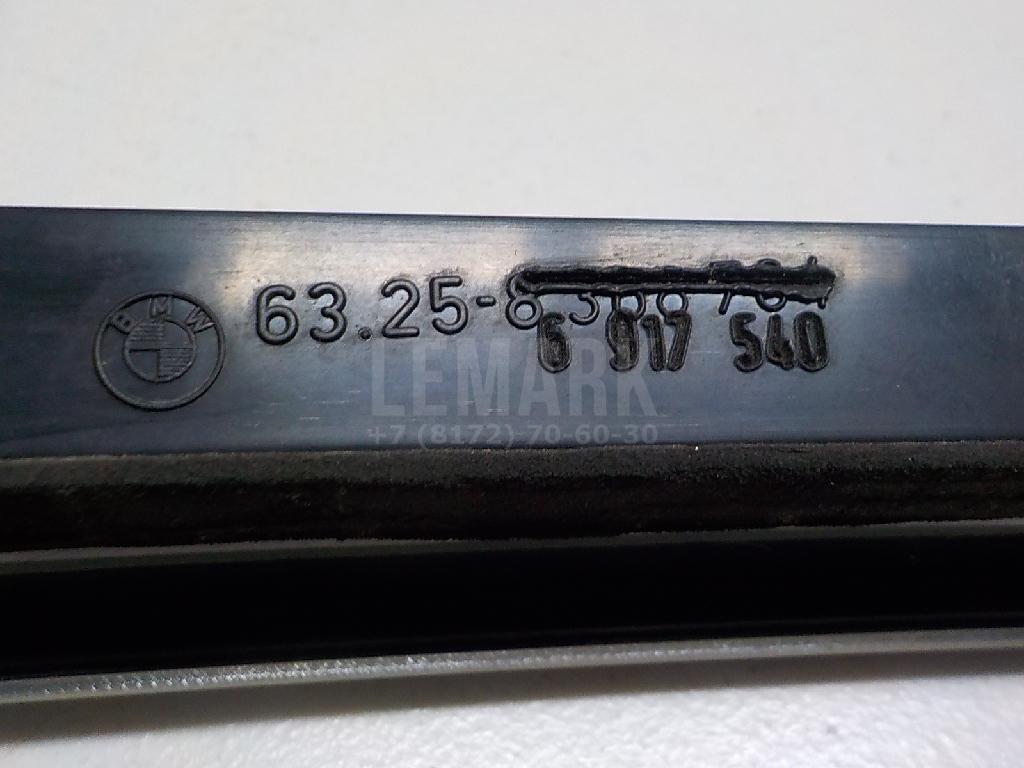 BMW 63.25-8
6 917 540
LEMARK
+7 (8172) 70-60-30